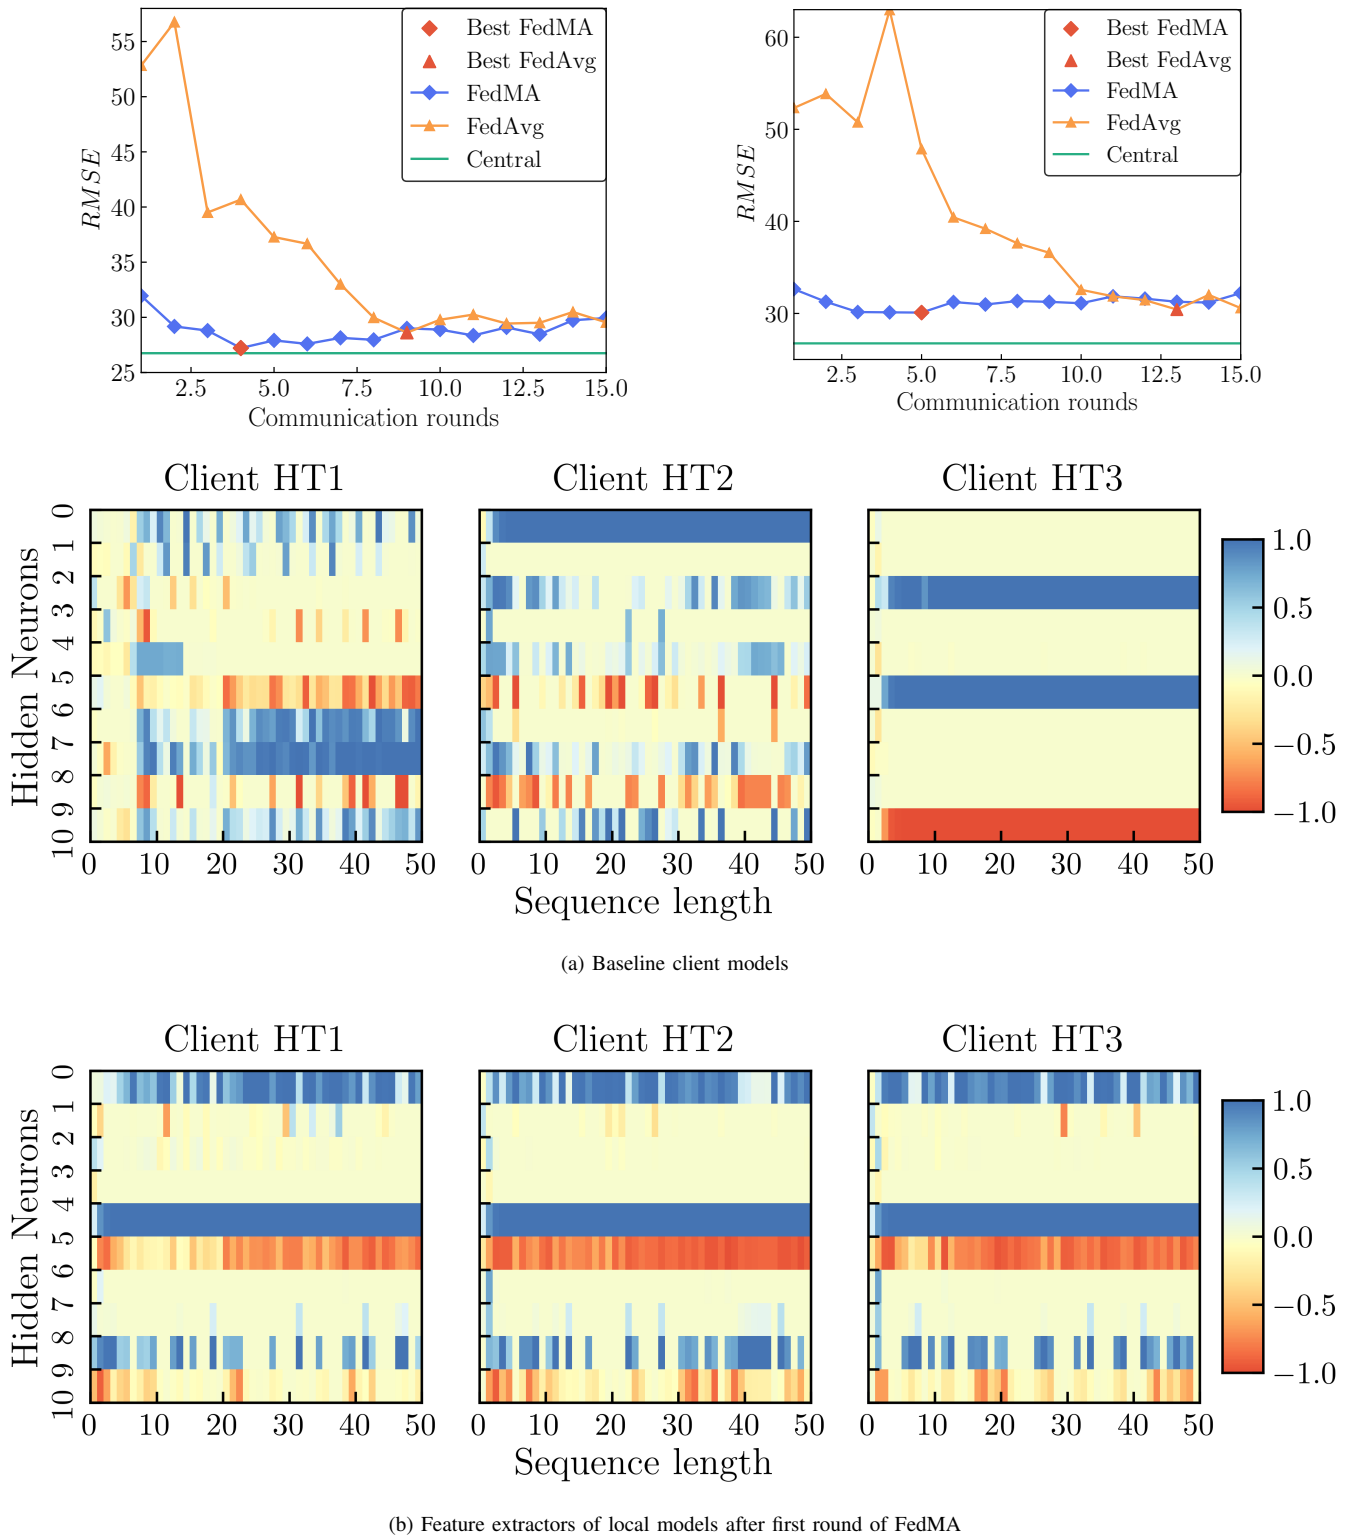 55
50
45
40
35
30
25
RMSE
2.5
5.0
7.5
10.0
12.5
15.0
Communication rounds
Best FedMA
Best FedAvg
FedMA
FedAvg
Central
60
50
40
30
RMSE
2.5
5.0
7.5
10.0
12.5
15.0
Communication rounds
Best FedMA
Best FedAvg
FedMA
FedAvg
Central
Client HT1
Client HT2
Client HT3
Hidden Neurons
0
1
2
3
4
5
6
7
8
9
10
0 10 20 30 40 50
0 10 20 30 40 50
0 10 20 30 40 50
Sequence length
1.0
0.5
0.0
−0.5
−1.0
(a) Baseline client models
Client HT1
Client HT2
Client HT3
Hidden Neurons
0
1
2
3
4
5
6
7
8
9
10
0 10 20 30 40 50
0 10 20 30 40 50
0 10 20 30 40 50
Sequence length
1.0
0.5
0.0
−0.5
−1.0
(b) Feature extractors of local models after first round of FedMA